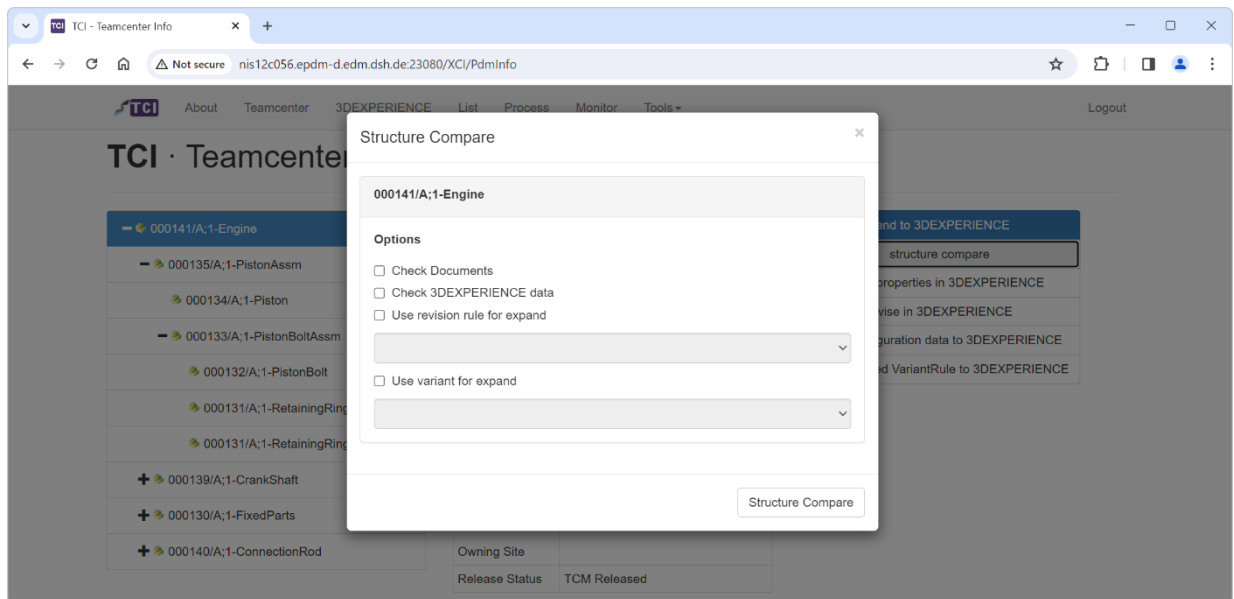 TCI TCI - Teamcenter Info
Not secure nis12c056.epdm-d.edm.dsh.de:23080/XCI/PdmInfo
TCI About Teamcenter 3DEXPERIENCE List Process Monitor Tools Logout
TCI · Teamcenter
Structure Compare
000141/A;1-Engine
Options
Check Documents
Check 3DEXPERIENCE data
Use revision rule for expand
Use variant for expand
Structure Compare
000141/A;1-Engine
000135/A;1-PistonAssm
000134/A;1-Piston
000133/A;1-PistonBoltAssm
000132/A;1-PistonBolt
000131/A;1-RetainingRing
000131/A;1-RetainingRing
000139/A;1-CrankShaft
000130/A;1-FixedParts
000140/A;1-ConnectionRod
Owning Site
Release Status TCM Released
to 3DEXPERIENCE
structure compare
properties in 3DEXPERIENCE
in 3DEXPERIENCE
data to 3DEXPERIENCE
VariantRule to 3DEXPERIENCE